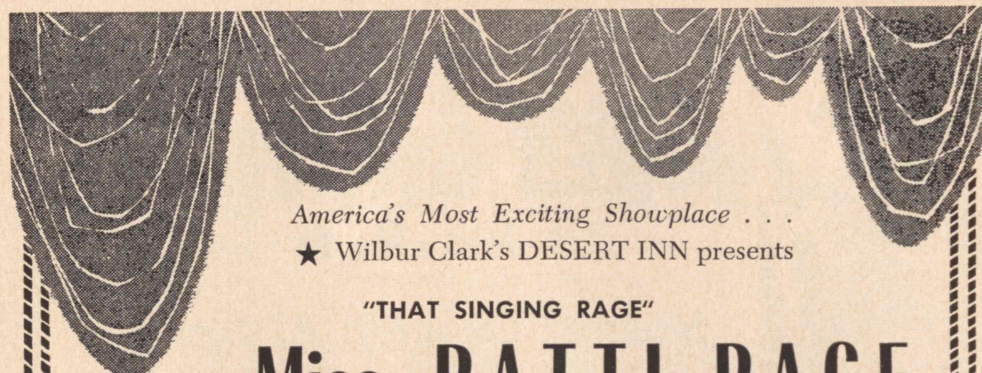 America's Most Exciting Showplace . . .
★ Wilbur Clark's DESERT INN presents
"THAT SINGING RAGE"
Miss PATTI PAGE